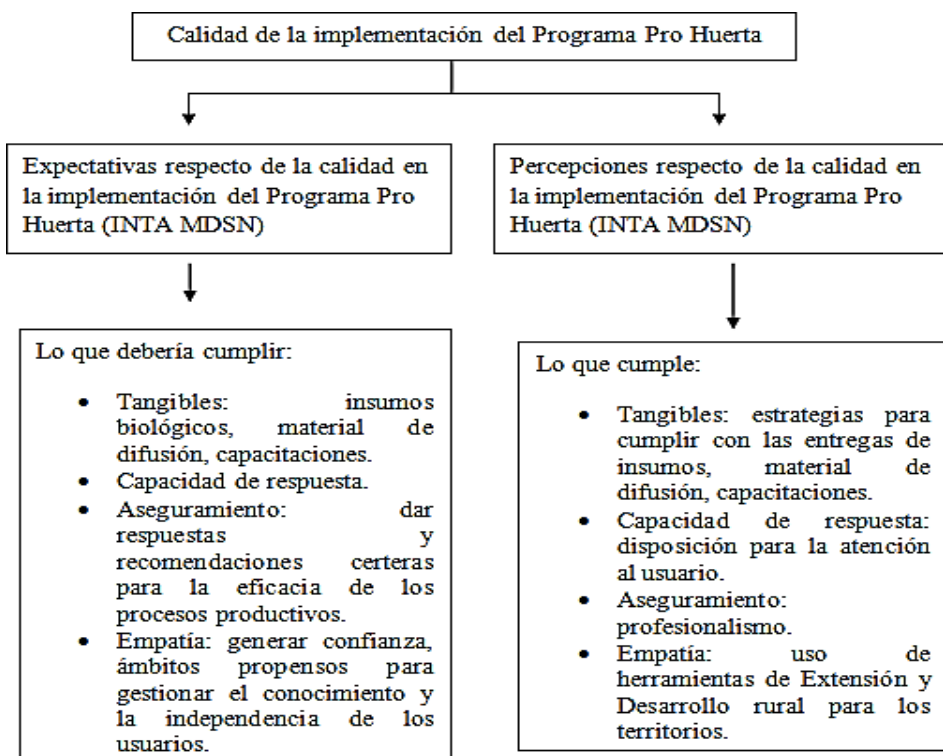 Calidad de la implementación del Programa Pro Huerta
Expectativas respecto de la calidad en
la implementación del Programa Pro
Huerta (INTA MDSN)
Percepciones respecto de la calidad en
la implementación del Programa Pro
Huerta (INTA MDSN)
Lo que debería cumplir:
• Tangibles: insumos
biológicos, material de
difusión, capacitaciones.
• Capacidad de respuesta.
• Aseguramiento: dar
respuestas y
recomendaciones certeras
para la eficacia de los
procesos productivos.
• Empatía: generar confianza,
ámbitos propensos para
gestionar el conocimiento y
la independencia de los
usuarios.
Lo que cumple:
• Tangibles: estrategias para
cumplir con las entregas de
insumos, material de
difusión, capacitaciones.
• Capacidad de respuesta:
disposición para la atención
al usuario.
• Aseguramiento:
profesionalismo.
• Empatía: uso de
herramientas de Extensión y
Desarrollo rural para los
territorios.